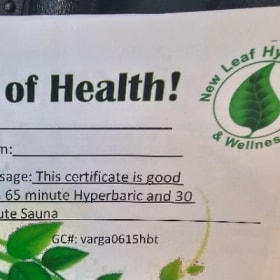 of Health!
New Leaf Hy
& Wellness
m:
sage: This certificate is good
65 minute Hyperbaric and 30
ute Sauna
GC#: varga0615hbt